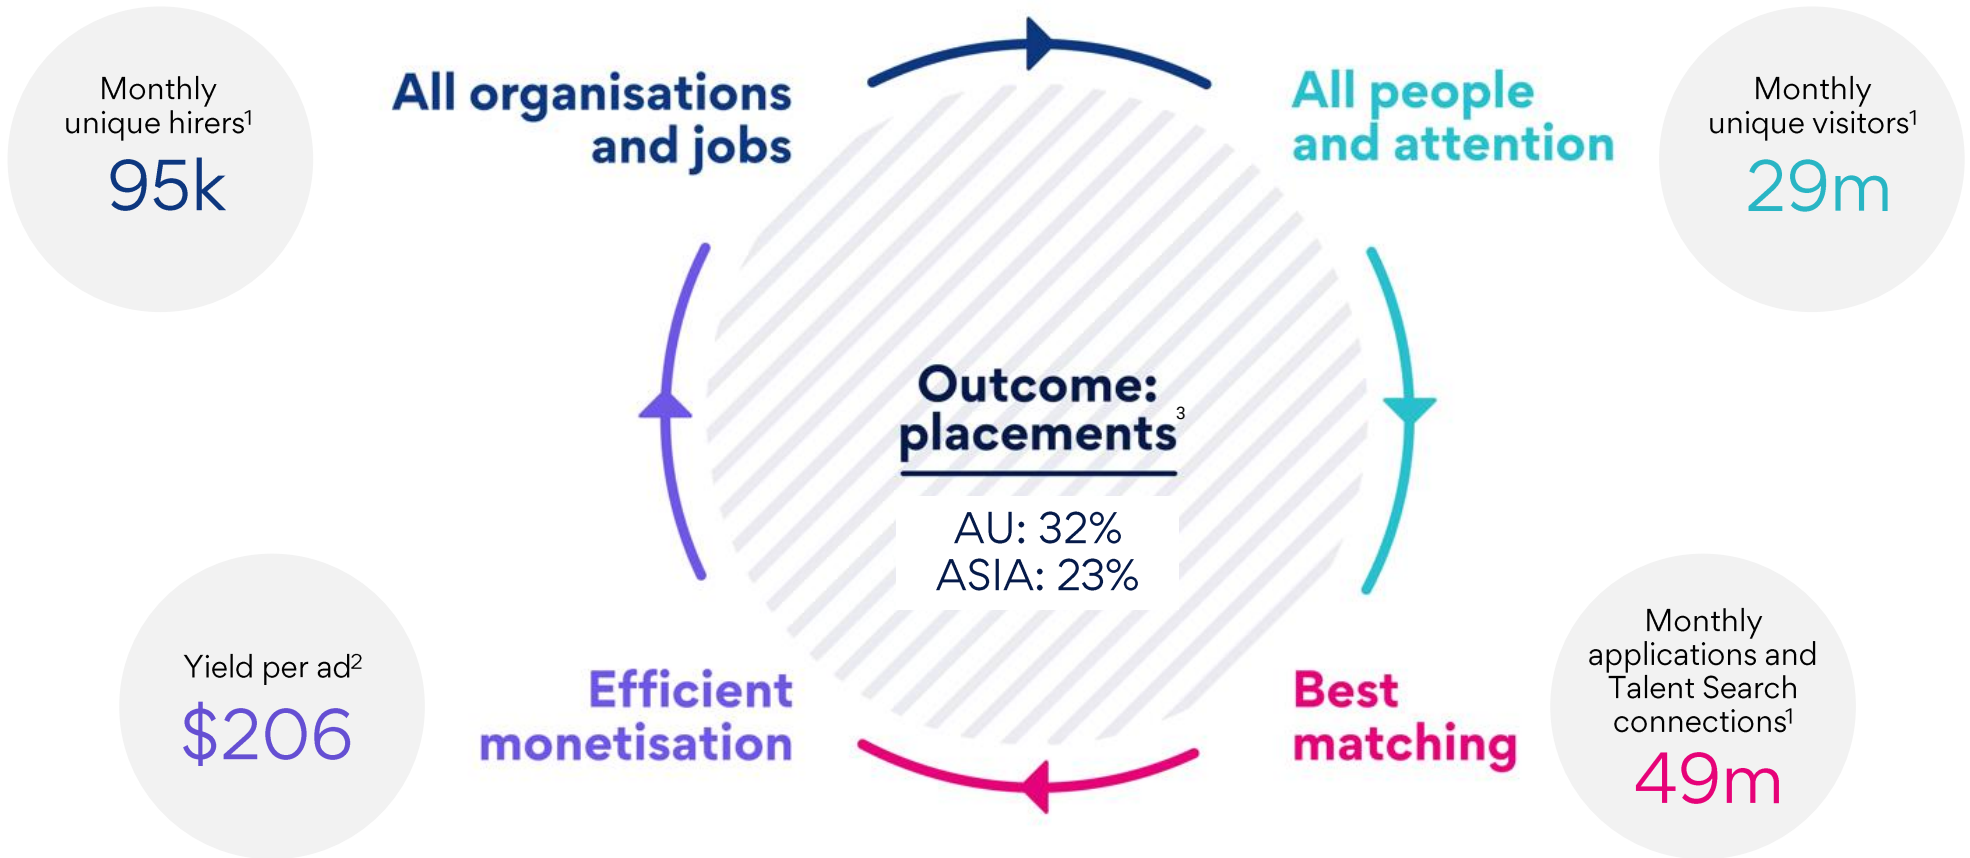 Monthly
unique hirers¹
95k
All organisations
and jobs
All people
and attention
Monthly
unique visitors¹
29m
Outcome:
placements³
AU: 32%
ASIA: 23%
Yield per ad²
$206
Efficient
monetisation
Best
matching
Monthly
applications and
Talent Search
connections¹
49m